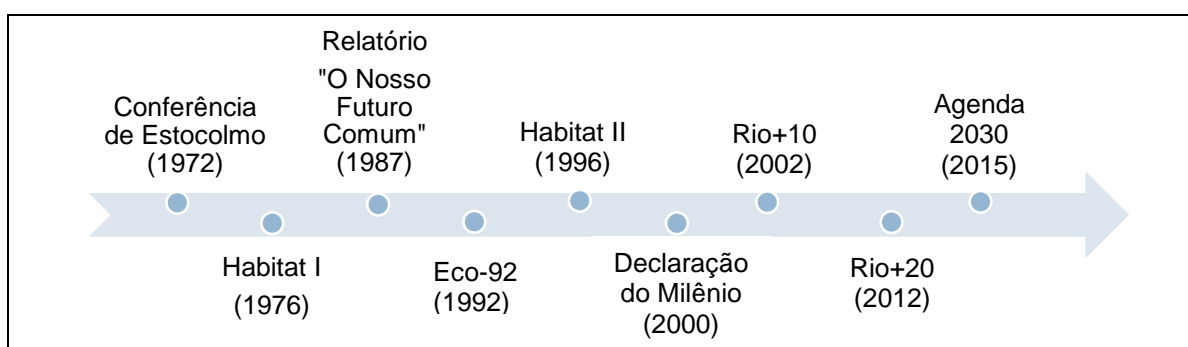 Conferência
de Estocolmo
(1972)
Habitat I
(1976)
Relatório
"O Nosso
Futuro
Comum"
(1987)
Eco-92
(1992)
Habitat II
(1996)
Declaração
do Milênio
(2000)
Rio+10
(2002)
Rio+20
(2012)
Agenda
2030
(2015)